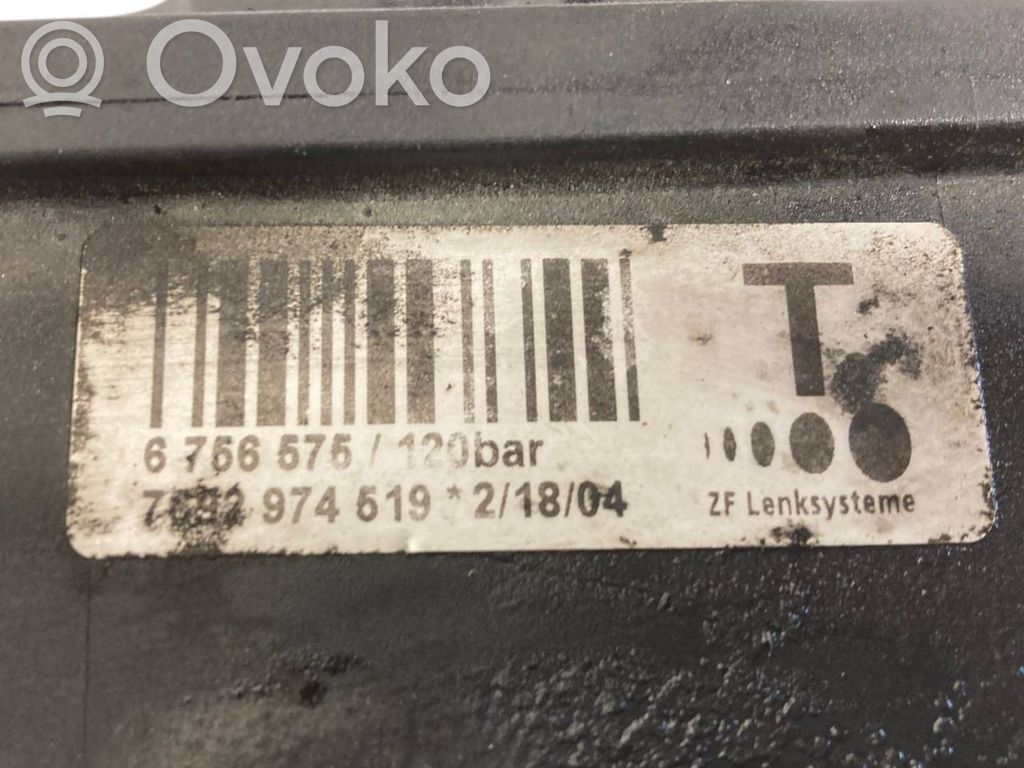 Ovoko
T
6 756 575 / 120bar
974 519 * 2/18/04
ZF Lenksysteme